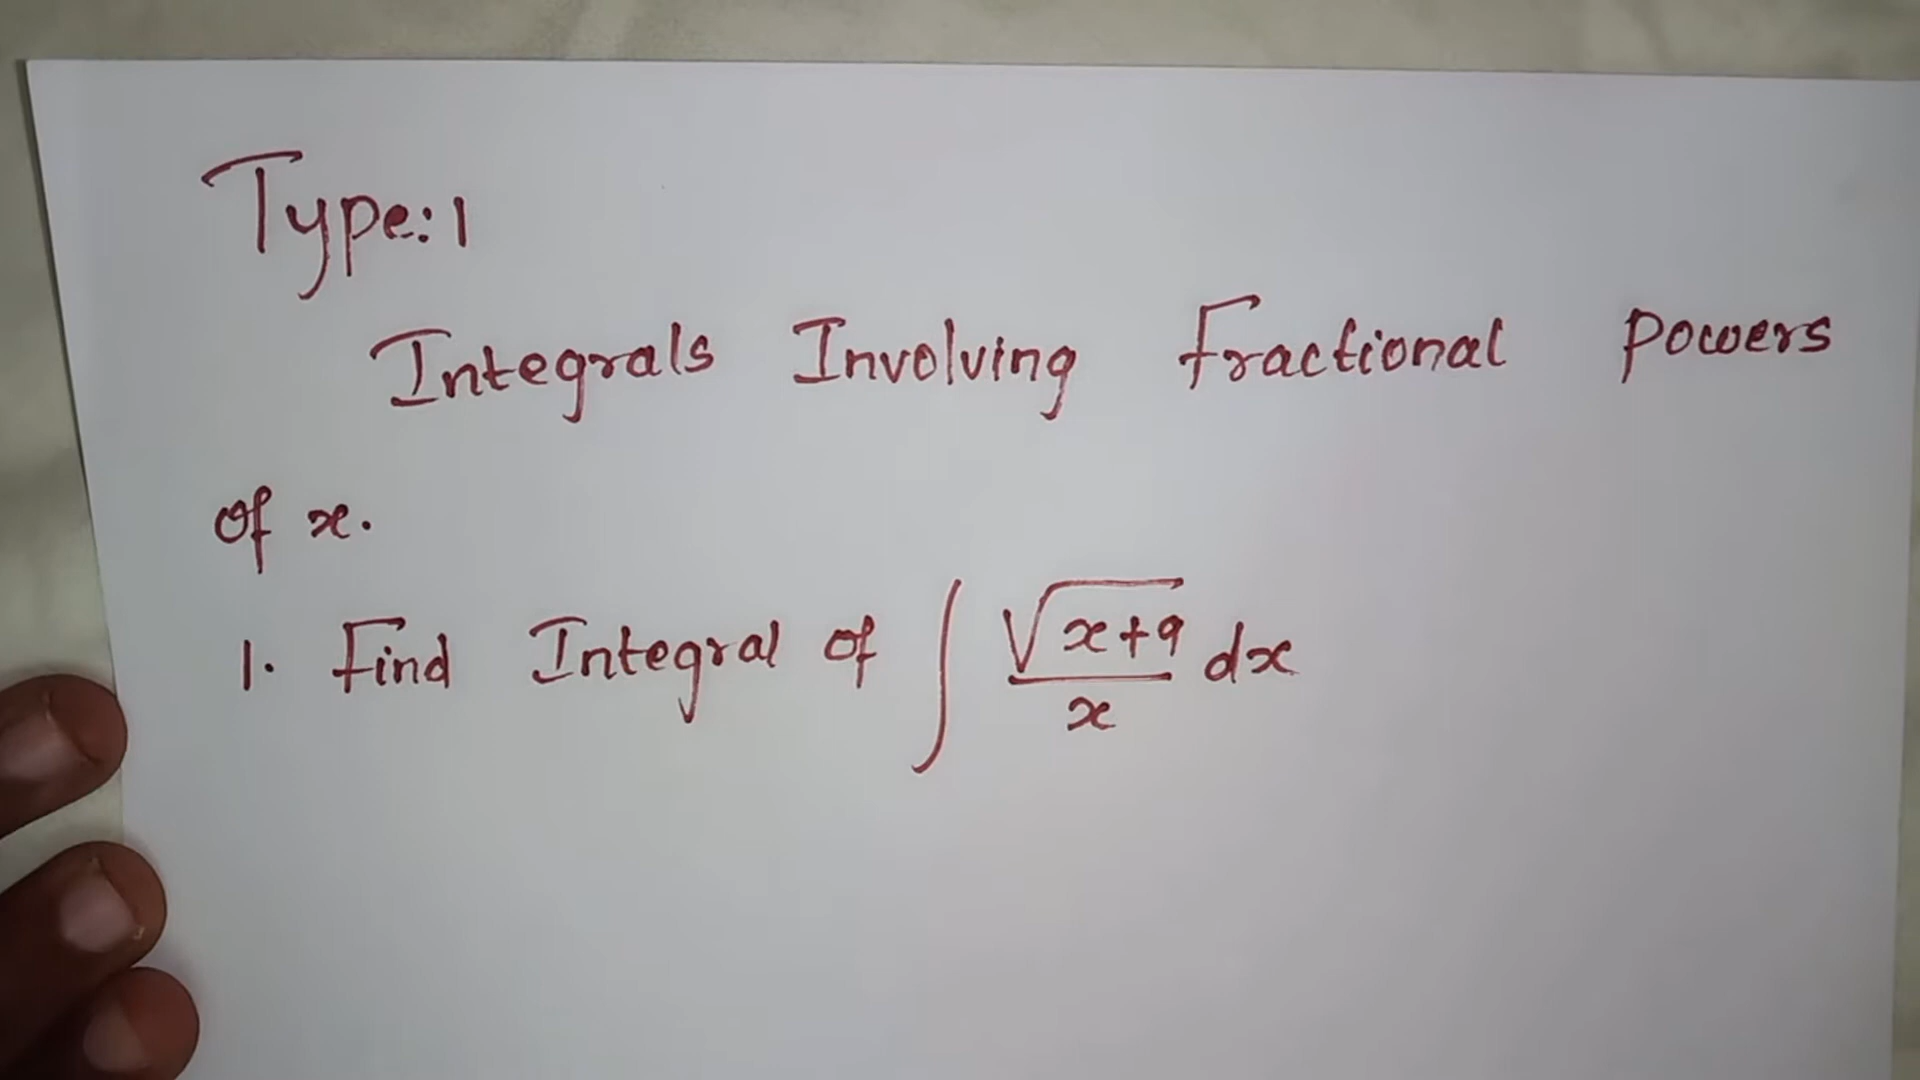 Type:1
Integrals Involving Fractional Powers
of x.
1. Find Integral of ∫ √(x+9)/x dx